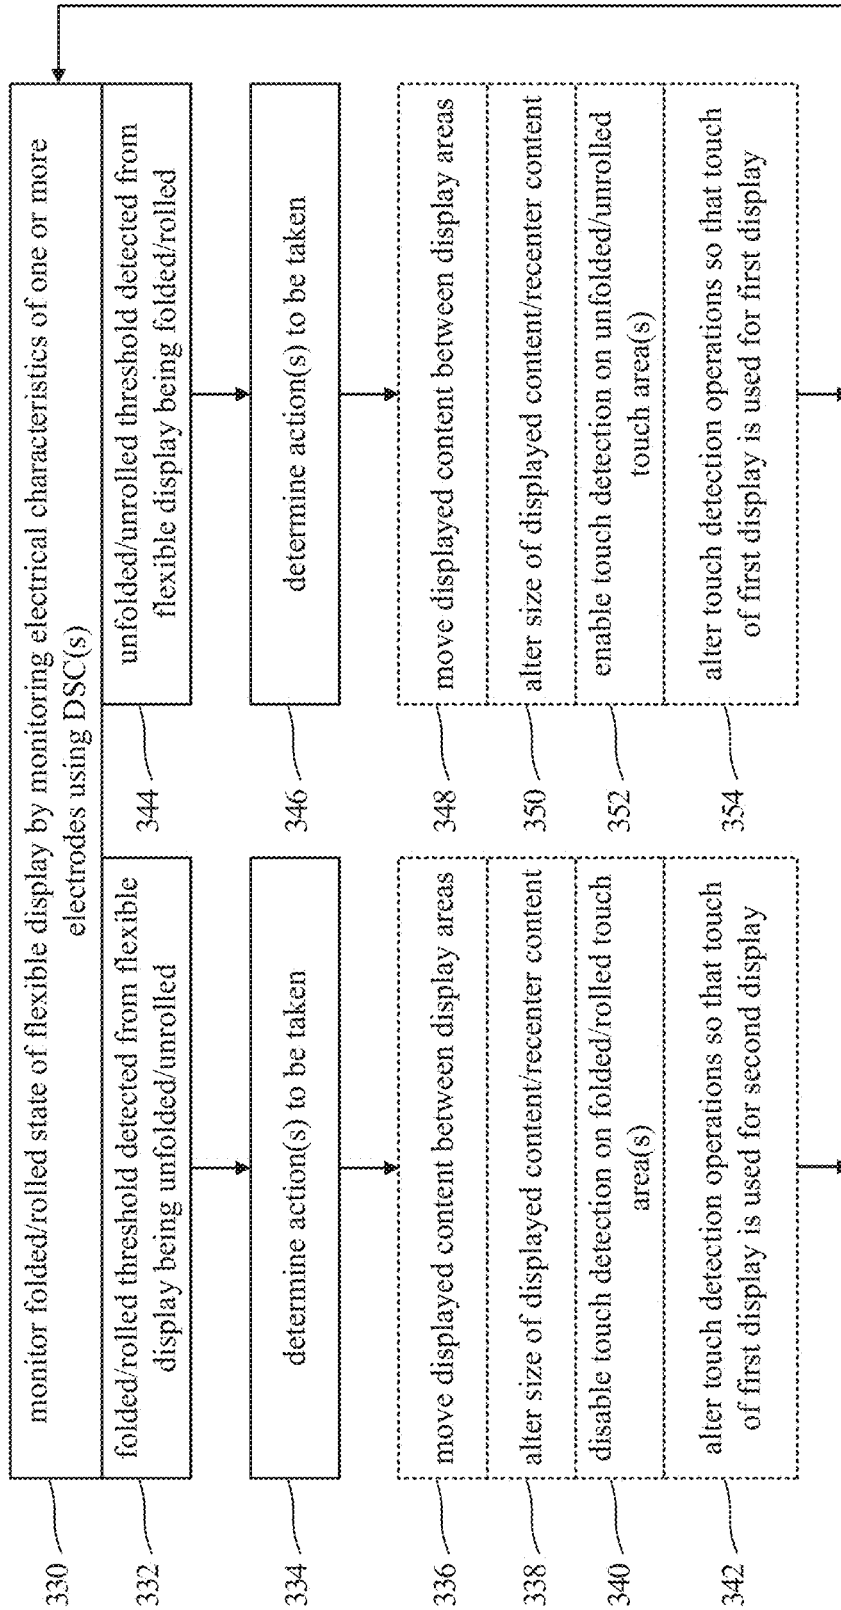 330
monitor folded/rolled state of flexible display by monitoring electrical characteristics of one or more
electrodes using DSC(s)
332
folded/rolled threshold detected from flexible
display being unfolded/unrolled
334
determine action(s) to be taken
336
move displayed content between display areas
338
alter size of displayed content/recenter content
340
disable touch detection on folded/rolled touch
area(s)
342
alter touch detection operations so that touch
of first display is used for second display
344
unfolded/unrolled threshold detected from
flexible display being folded/rolled
346
determine action(s) to be taken
348
move displayed content between display areas
350
alter size of displayed content/recenter content
352
enable touch detection on unfolded/unrolled
touch area(s)
354
alter touch detection operations so that touch
of first display is used for first display